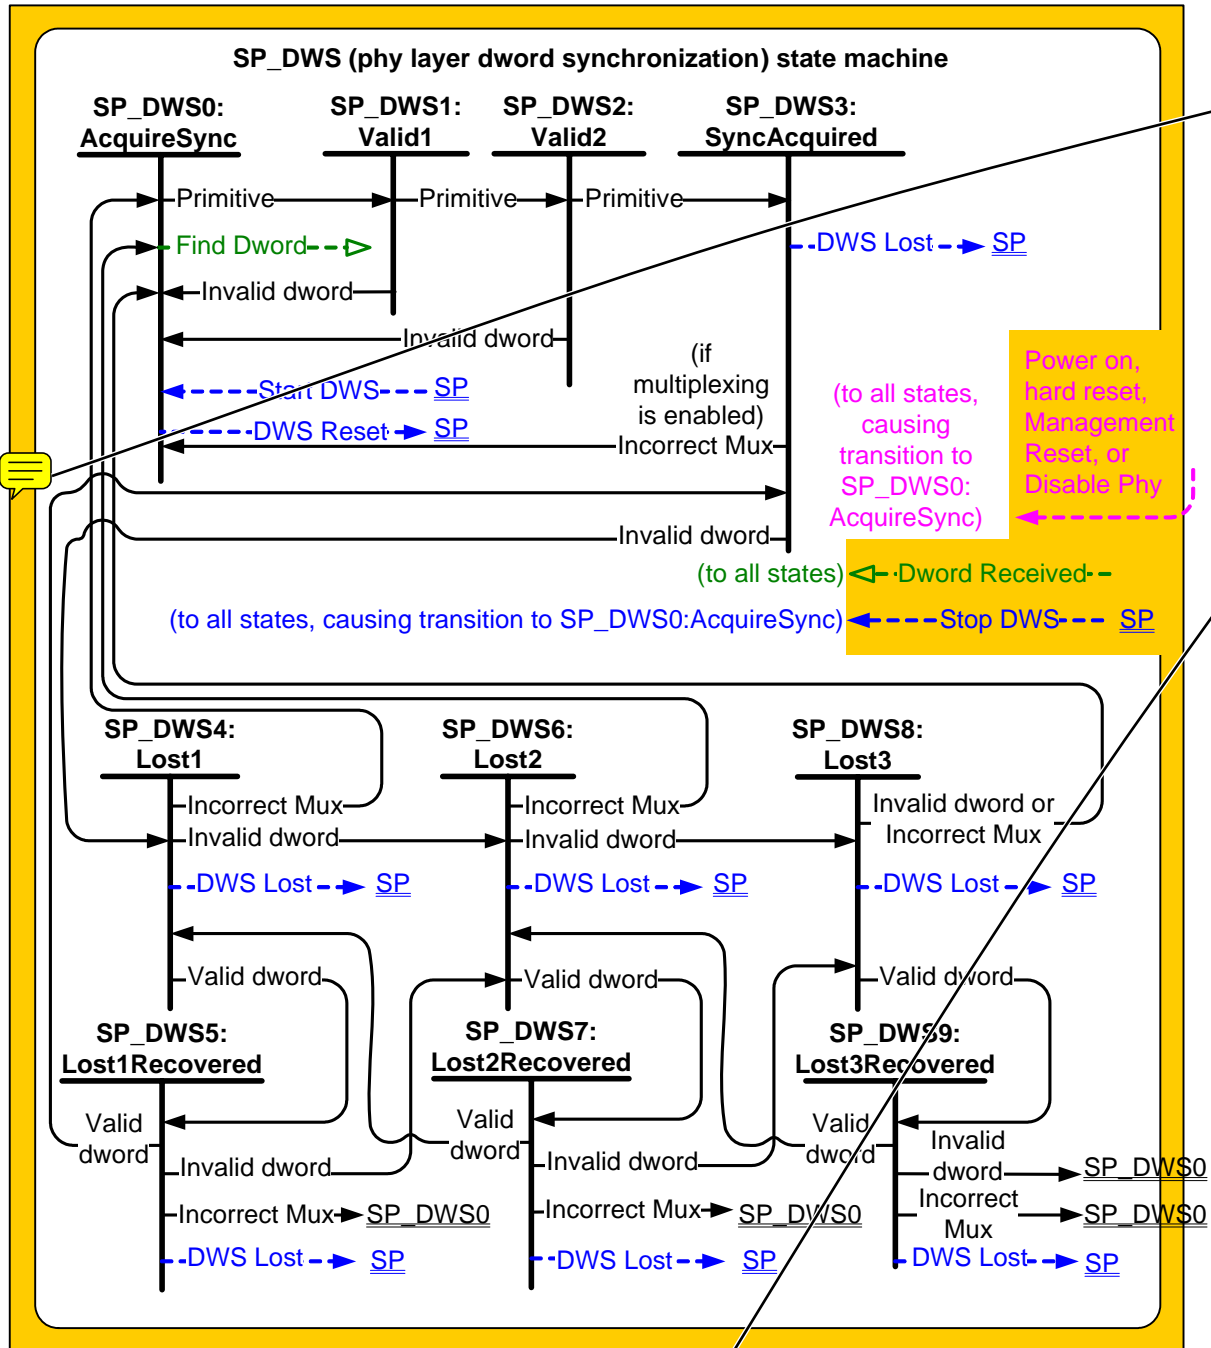 SP_DWS (phy layer dword synchronization) state machine
SP_DWS0:
AcquireSync
SP_DWS1:
Valid1
SP_DWS2:
Valid2
SP_DWS3:
SyncAcquired
Primitive
Primitive
Primitive
Find Dword
DWS Lost
SP
Invalid dword
Invalid dword
Start DWS
SP
DWS Reset
SP
(if
multiplexing
is enabled)
Incorrect Mux
(to all states,
causing
transition to
SP_DWS0:
AcquireSync)
Power on,
hard reset,
Management
Reset, or
Disable Phy
Invalid dword
(to all states)
Dword Received
(to all states, causing transition to SP_DWS0:AcquireSync)
Stop DWS
SP
SP_DWS4:
Lost1
SP_DWS6:
Lost2
SP_DWS8:
Lost3
Incorrect Mux
Invalid dword
Incorrect Mux
Invalid dword
Invalid dword or
Incorrect Mux
DWS Lost
SP
DWS Lost
SP
DWS Lost
SP
Valid dword
Valid dword
Valid dword
SP_DWS5:
Lost1Recovered
SP_DWS7:
Lost2Recovered
SP_DWS9:
Lost3Recovered
Valid
dword
Invalid dword
Incorrect Mux
SP_DWS0
DWS Lost
SP
Valid
dword
Invalid dword
Incorrect Mux
SP_DWS0
DWS Lost
SP
Valid
dword
Invalid
dword
SP_DWS0
Incorrect
Mux
SP_DWS0
DWS Lost
SP